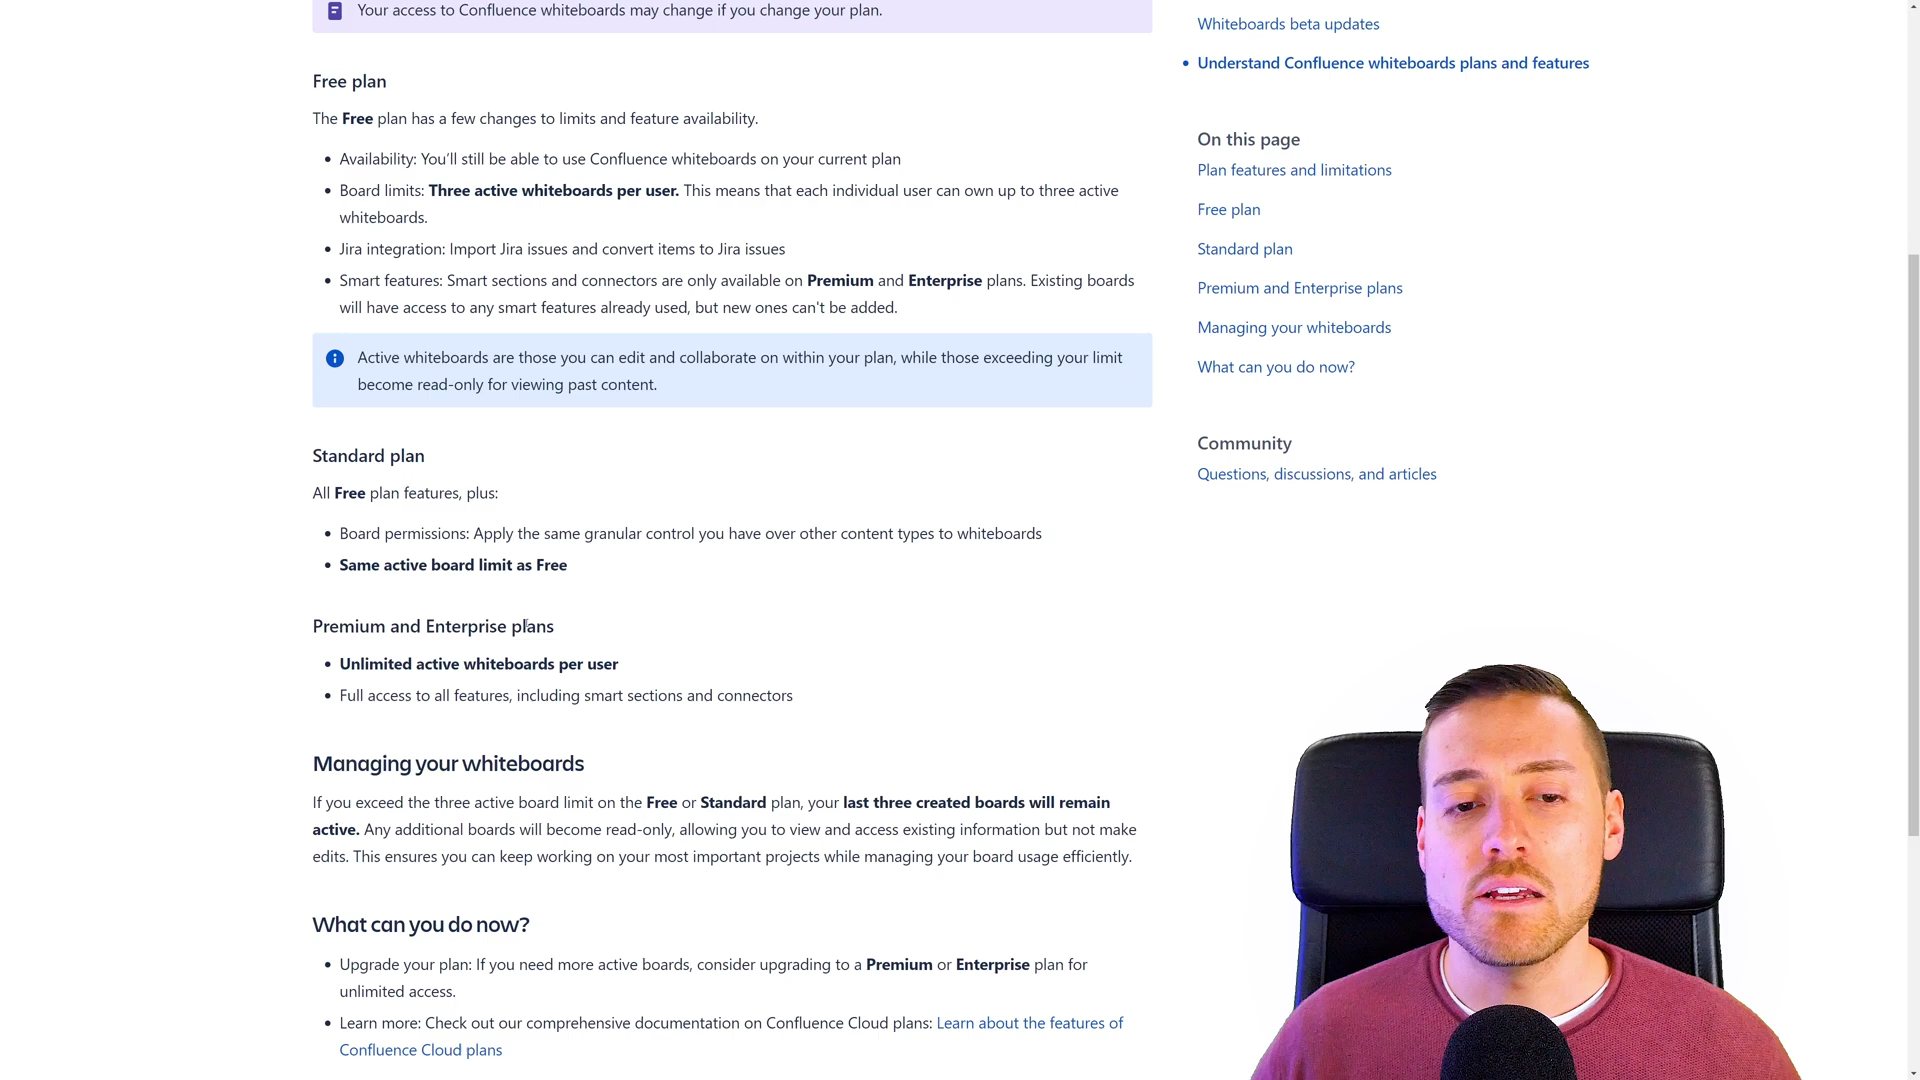 Your access to Confluence whiteboards may change if you change your plan.
Free plan
The Free plan has a few changes to limits and feature availability.
Availability: You'll still be able to use Confluence whiteboards on your current plan
Board limits: Three active whiteboards per user. This means that each individual user can own up to three active
whiteboards.
Jira integration: Import Jira issues and convert items to Jira issues
Smart features: Smart sections and connectors are only available on Premium and Enterprise plans. Existing boards
will have access to any smart features already used, but new ones can't be added.
Active whiteboards are those you can edit and collaborate on within your plan, while those exceeding your limit
become read-only for viewing past content.
Standard plan
All Free plan features, plus:
Board permissions: Apply the same granular control you have over other content types to whiteboards
Same active board limit as Free
Premium and Enterprise plans
Unlimited active whiteboards per user
Full access to all features, including smart sections and connectors
Managing your whiteboards
If you exceed the three active board limit on the Free or Standard plan, your last three created boards will remain
active. Any additional boards will become read-only, allowing you to view and access existing information but not make
edits. This ensures you can keep working on your most important projects while managing your board usage efficiently.
What can you do now?
Upgrade your plan: If you need more active boards, consider upgrading to a Premium or Enterprise plan for
unlimited access.
Learn more: Check out our comprehensive documentation on Confluence Cloud plans: Learn about the features of
Confluence Cloud plans
Whiteboards beta updates
Understand Confluence whiteboards plans and features
On this page
Plan features and limitations
Free plan
Standard plan
Premium and Enterprise plans
Managing your whiteboards
What can you do now?
Community
Questions, discussions, and articles